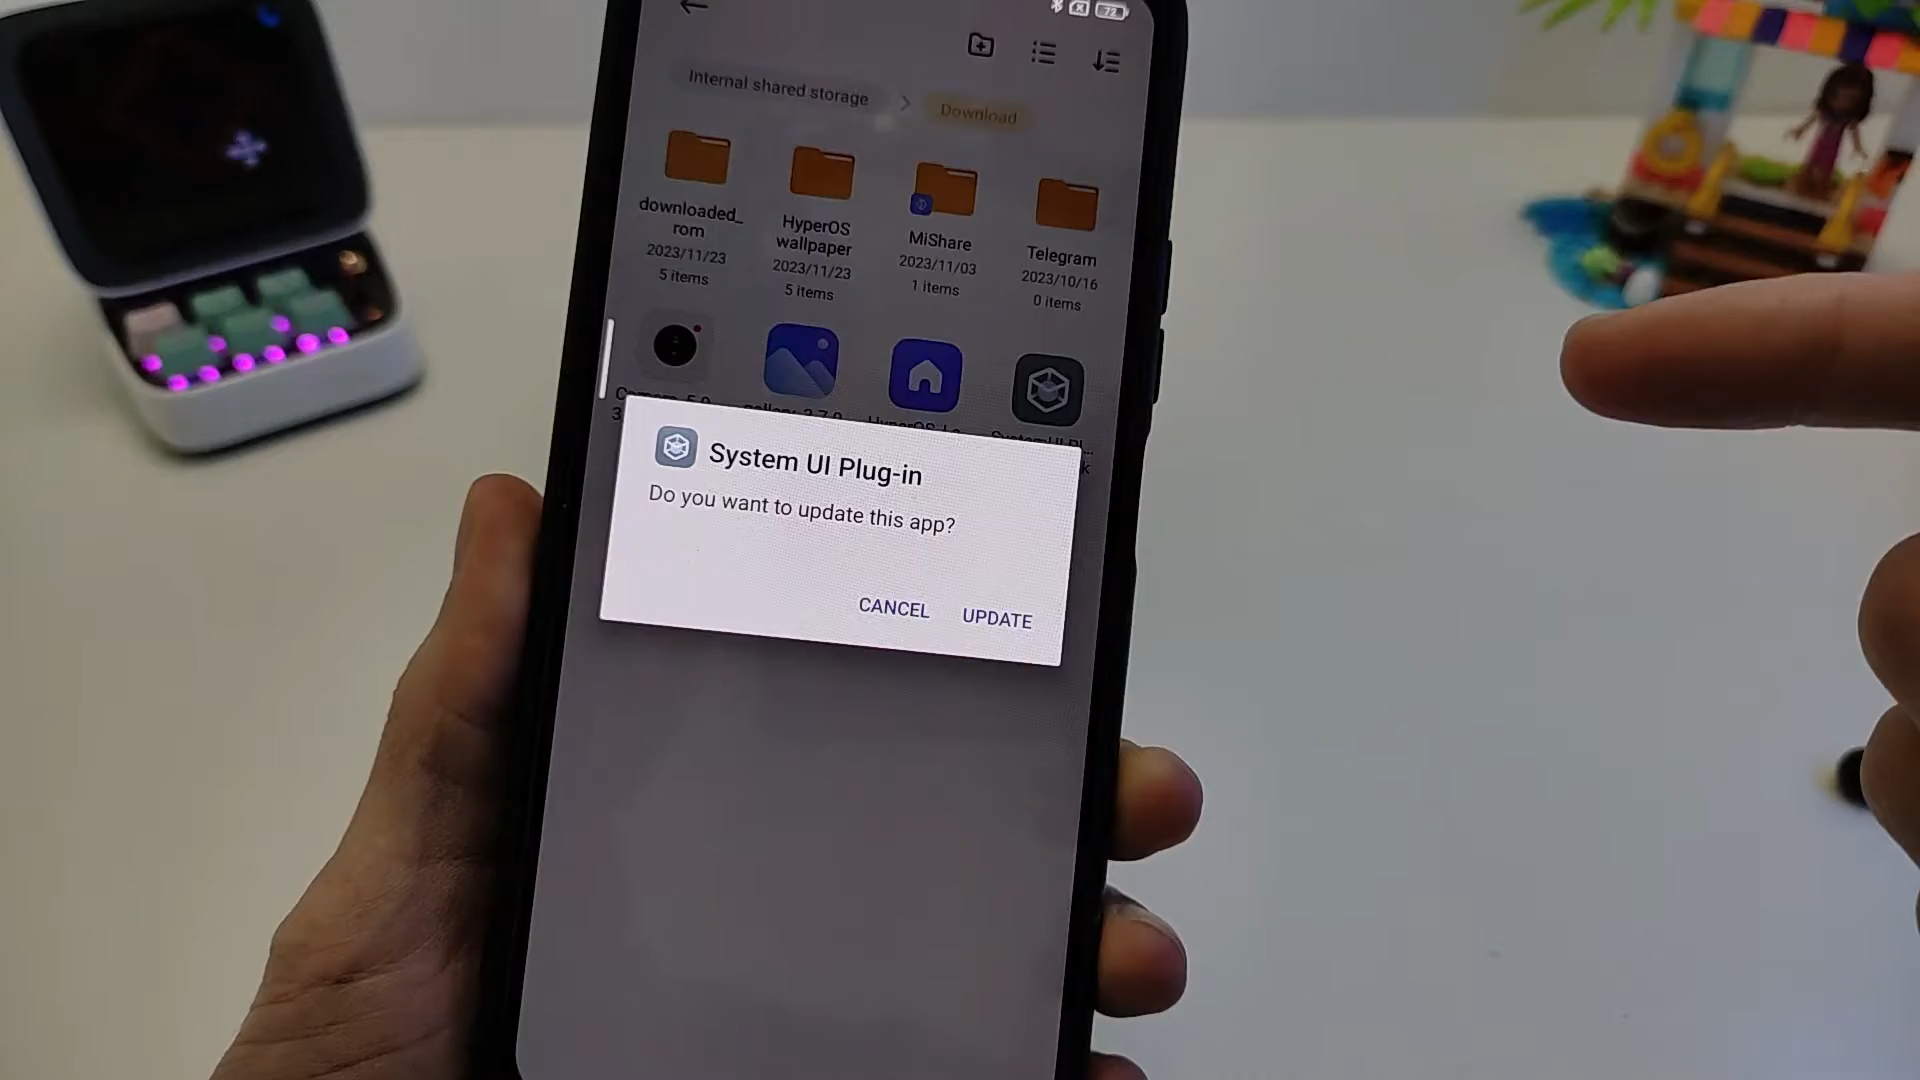 72
Internal shared storage
Download
downloaded_
rom
2023/11/23
5 items
HyperOS
wallpaper
2023/11/23
5 items
MiShare
2023/11/03
1 items
Telegram
2023/10/16
0 items
System UI Plug-in
Do you want to update this app?
CANCEL
UPDATE